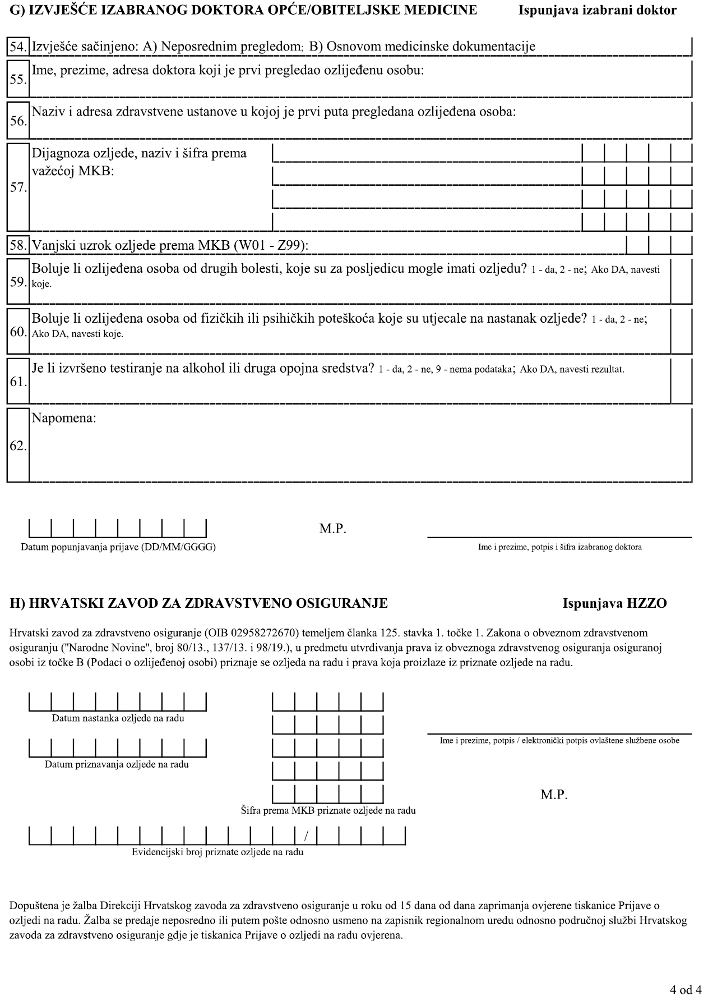 G) IZVJEŠĆE IZABRANOG DOKTORA OPĆE/OBITELJSKE MEDICINE Ispunjava izabrani doktor
54. Izvješće sačinjeno: A) Neposrednim pregledom; B) Osnovom medicinske dokumentacije
55. Ime, prezime, adresa doktora koji je prvi pregledao ozlijeđenu osobu:
56. Naziv i adresa zdravstvene ustanove u kojoj je prvi puta pregledana ozlijeđena osoba:
57. Dijagnoza ozljede, naziv i šifra prema
važećoj MKB:
58. Vanjski uzrok ozljede prema MKB (W01 - Z99):
59. Boluje li ozlijeđena osoba od drugih bolesti, koje su za posljedicu mogle imati ozljedu? 1 - da, 2 - ne; Ako DA, navesti
koje.
60. Boluje li ozlijeđena osoba od fizičkih ili psihičkih poteškoća koje su utjecale na nastanak ozljede? 1 - da, 2 - ne;
Ako DA, navesti koje.
61. Je li izvršeno testiranje na alkohol ili druga opojna sredstva? 1 - da, 2 - ne, 9 - nema podataka; Ako DA, navesti rezultat.
62. Napomena:
M.P.
Datum popunjavanja prijave (DD/MM/GGGG) Ime i prezime, potpis i šifra izabranog doktora
H) HRVATSKI ZAVOD ZA ZDRAVSTVENO OSIGURANJE Ispunjava HZZO
Hrvatski zavod za zdravstveno osiguranje (OIB 02958272670) temeljem članka 125. stavka 1. točke 1. Zakona o obveznom zdravstvenom
osiguranju ("Narodne Novine", broj 80/13., 137/13. i 98/19.), u predmetu utvrđivanja prava iz obveznoga zdravstvenog osiguranja osiguranoj
osobi iz točke B (Podaci o ozlijeđenoj osobi) priznaje se ozljeda na radu i prava koja proizlaze iz priznate ozljede na radu.
Datum nastanka ozljede na radu
Ime i prezime, potpis / elektronički potpis ovlaštene službene osobe
Datum priznavanja ozljede na radu
M.P.
Šifra prema MKB priznate ozljede na radu
/
Evidencijski broj priznate ozljede na radu
Dopuštena je žalba Direkciji Hrvatskog zavoda za zdravstveno osiguranje u roku od 15 dana od dana zaprimanja ovjerene tiskanice Prijave o
ozljedi na radu. Žalba se predaje neposredno ili putem pošte odnosno usmeno na zapisnik regionalnom uredu odnosno područnoj službi Hrvatskog
zavoda za zdravstveno osiguranje gdje je tiskanica Prijave o ozljedi na radu ovjerena.
4 od 4